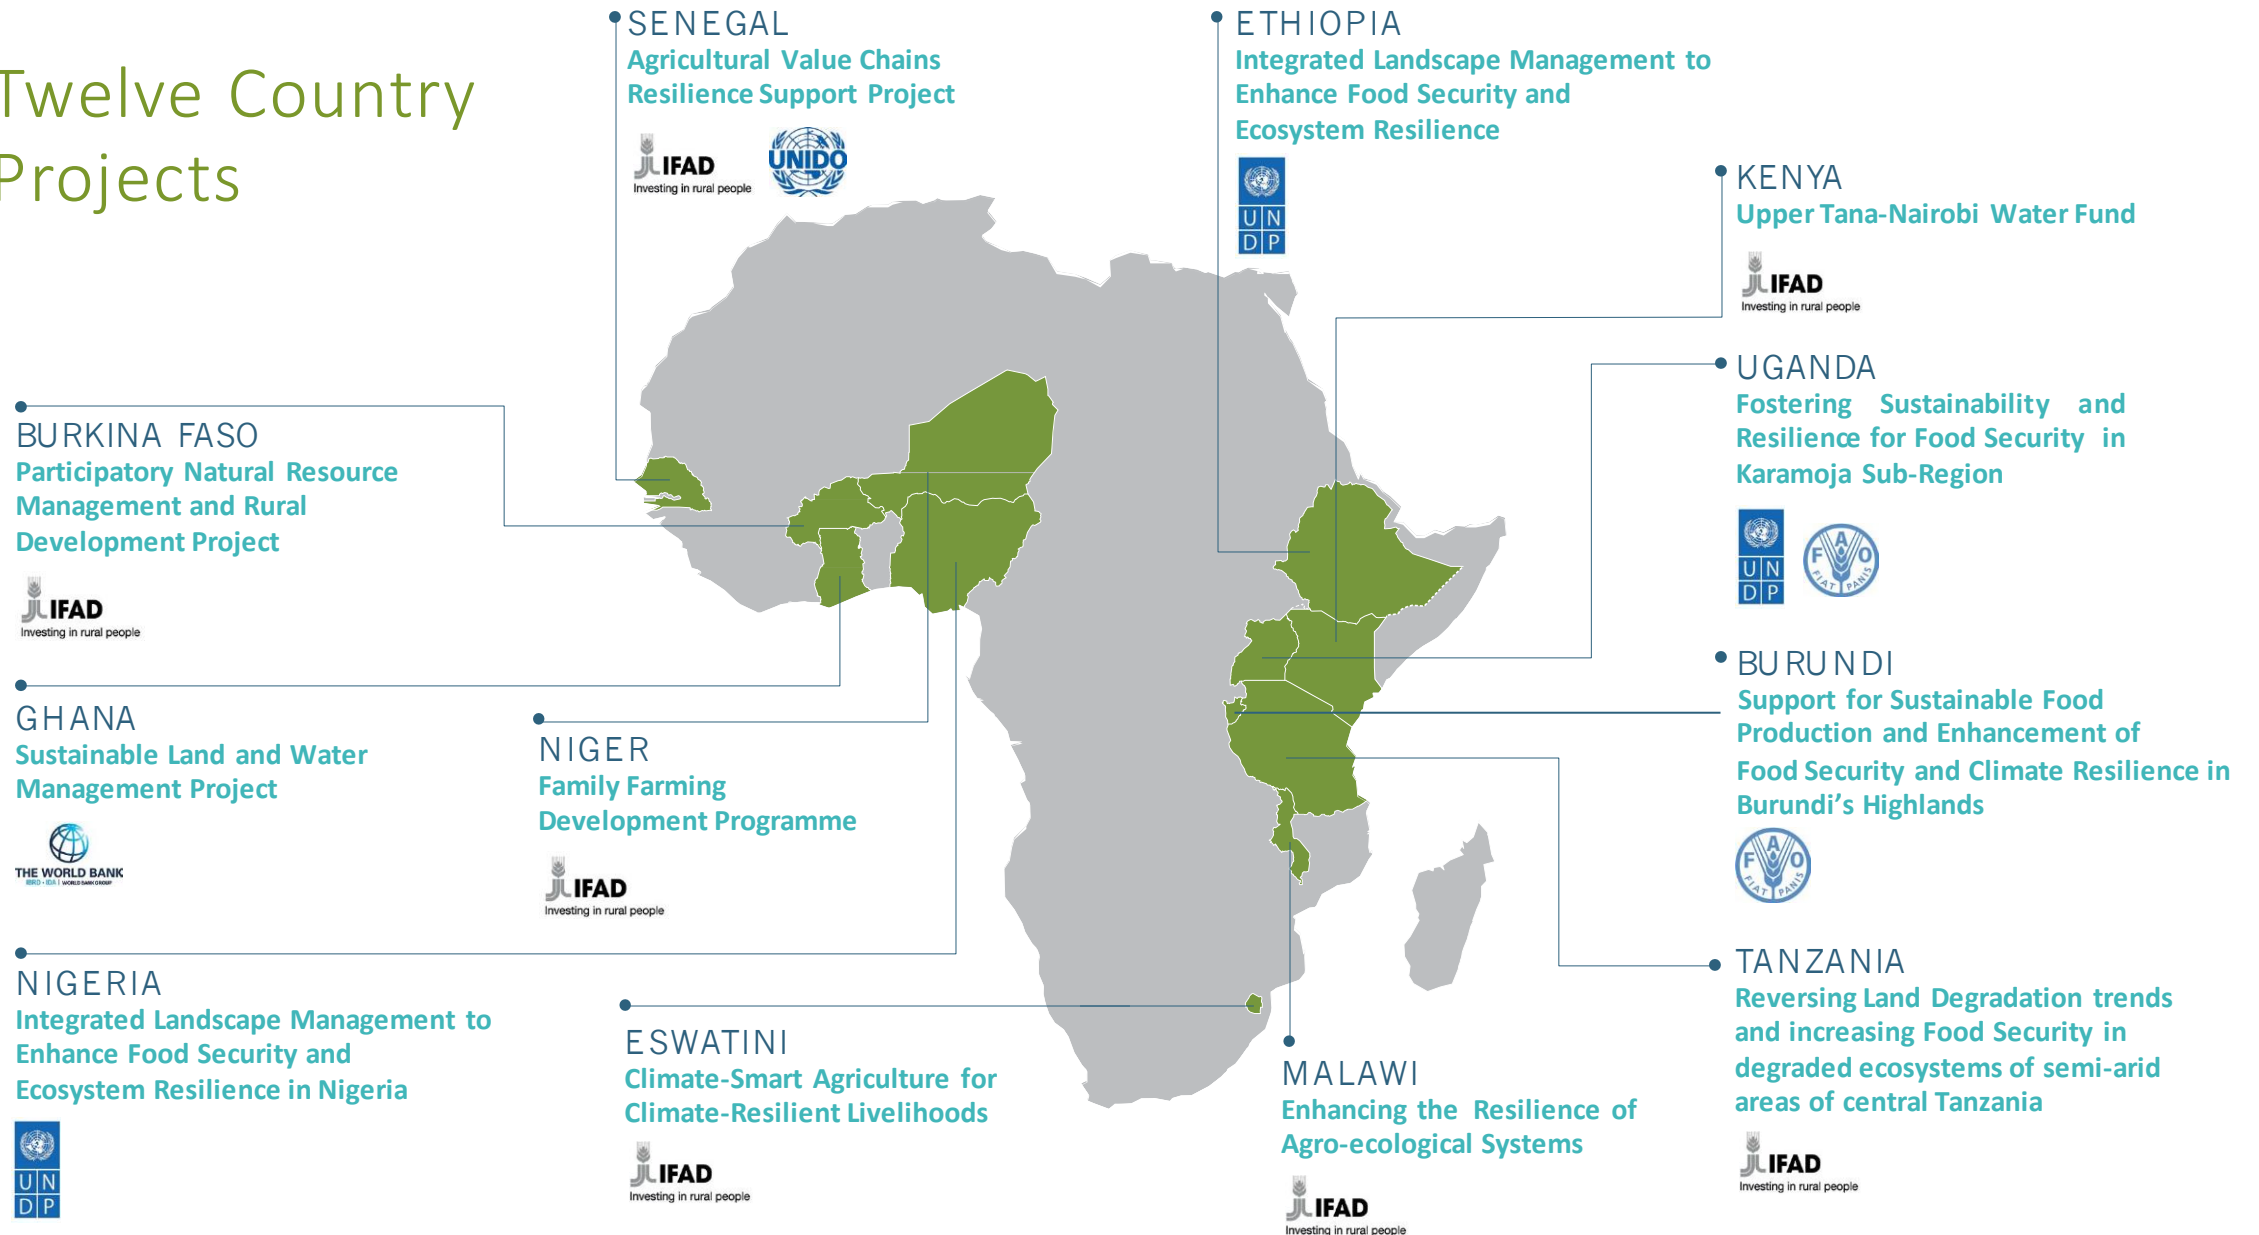 Twelve Country
Projects
SENEGAL
Agricultural Value Chains
Resilience Support Project
IFAD
Investing in rural people
UNIDO
ETHIOPIA
Integrated Landscape Management to
Enhance Food Security and
Ecosystem Resilience
U N
D P
KENYA
Upper Tana-Nairobi Water Fund
IFAD
Investing in rural people
UGANDA
Fostering Sustainability and
Resilience for Food Security in
Karamoja Sub-Region
U N
D P
F A O
FIAT PANIS
BURKINA FASO
Participatory Natural Resource
Management and Rural
Development Project
IFAD
Investing in rural people
GHANA
Sustainable Land and Water
Management Project
THE WORLD BANK
IBRD • IDA | WORLD BANK GROUP
NIGER
Family Farming
Development Programme
IFAD
Investing in rural people
BURUNDI
Support for Sustainable Food
Production and Enhancement of
Food Security and Climate Resilience in
Burundi’s Highlands
F A O
FIAT PANIS
NIGERIA
Integrated Landscape Management to
Enhance Food Security and
Ecosystem Resilience in Nigeria
U N
D P
ESWATINI
Climate-Smart Agriculture for
Climate-Resilient Livelihoods
IFAD
Investing in rural people
MALAWI
Enhancing the Resilience of
Agro-ecological Systems
IFAD
Investing in rural people
TANZANIA
Reversing Land Degradation trends
and increasing Food Security in
degraded ecosystems of semi-arid
areas of central Tanzania
IFAD
Investing in rural people